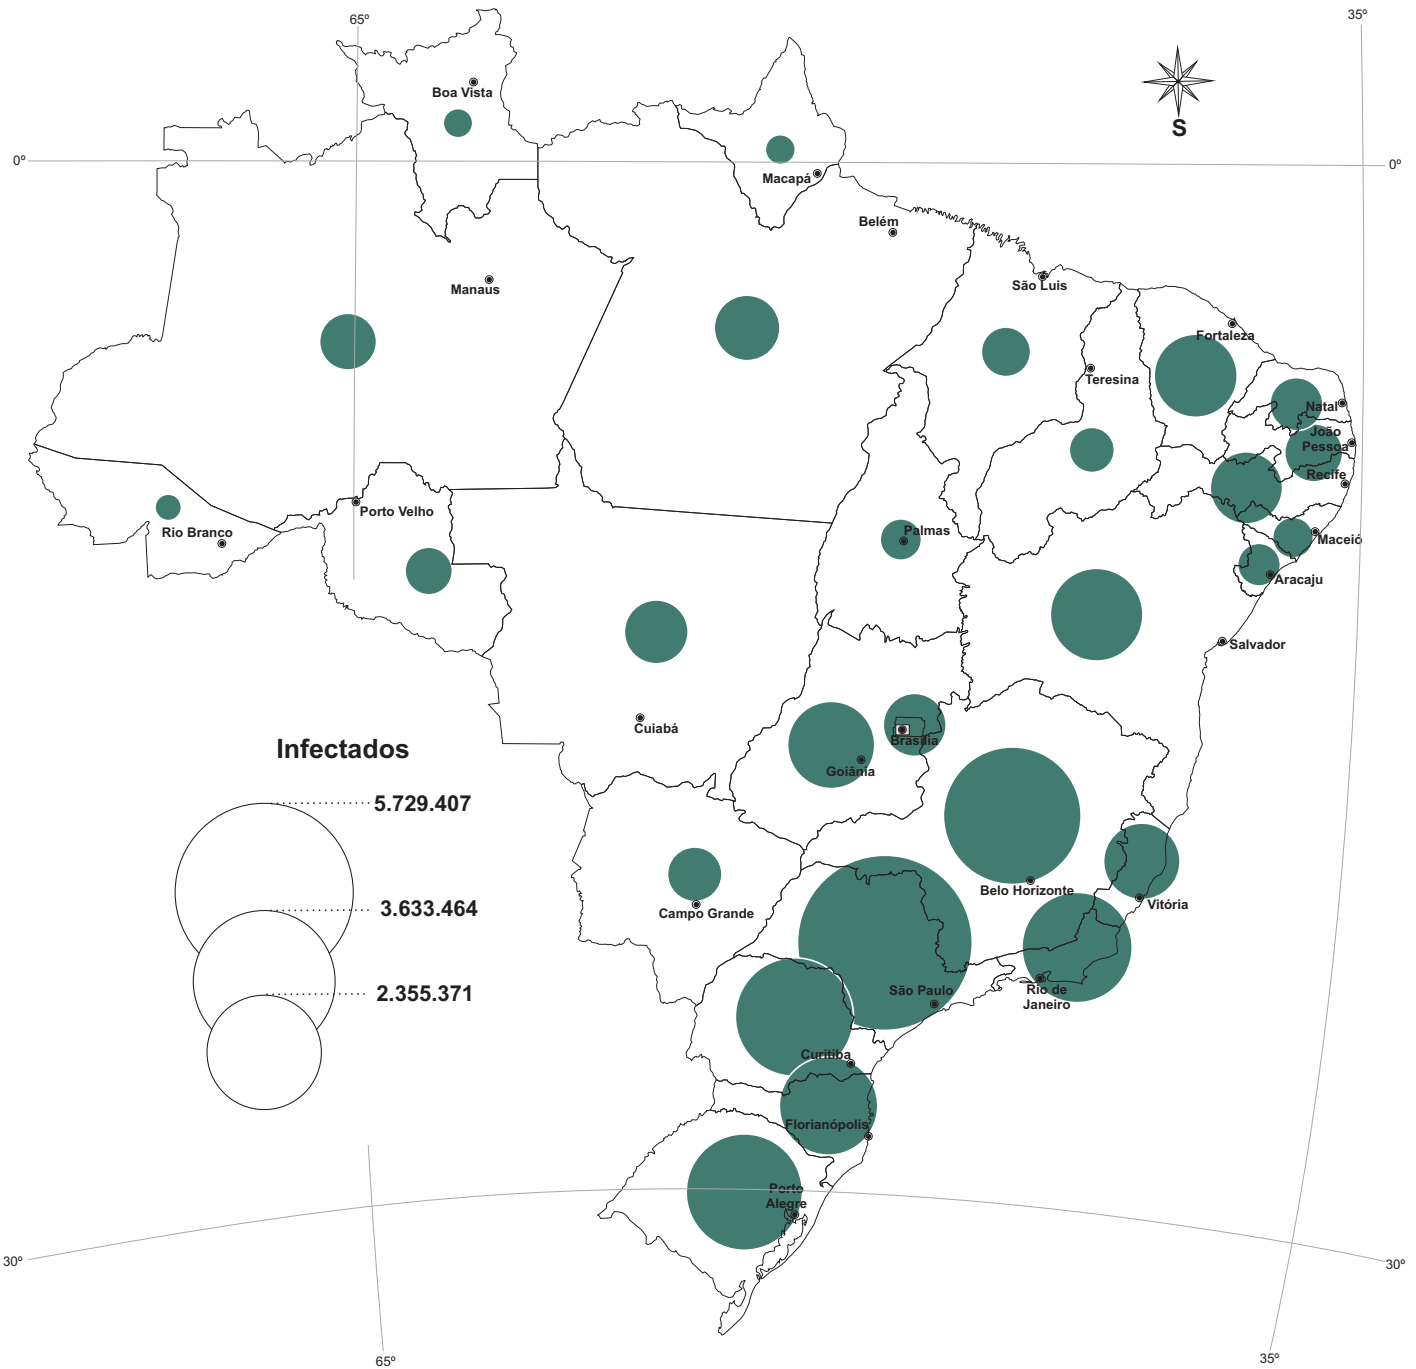 65º
35º
Boa Vista
S
0º
0º
Macapá
Belém
Manaus
São Luis
Fortaleza
Teresina
Natal
João
Pessoa
Recife
Porto Velho
Rio Branco
Palmas
Maceió
Aracaju
Salvador
Cuiabá
Brasília
Infectados
Goiânia
5.729.407
3.633.464
2.355.371
Belo Horizonte
Vitória
Campo Grande
São Paulo
Rio de
Janeiro
Curitiba
Florianópolis
Porto
Alegre
30º
30º
65º
35º